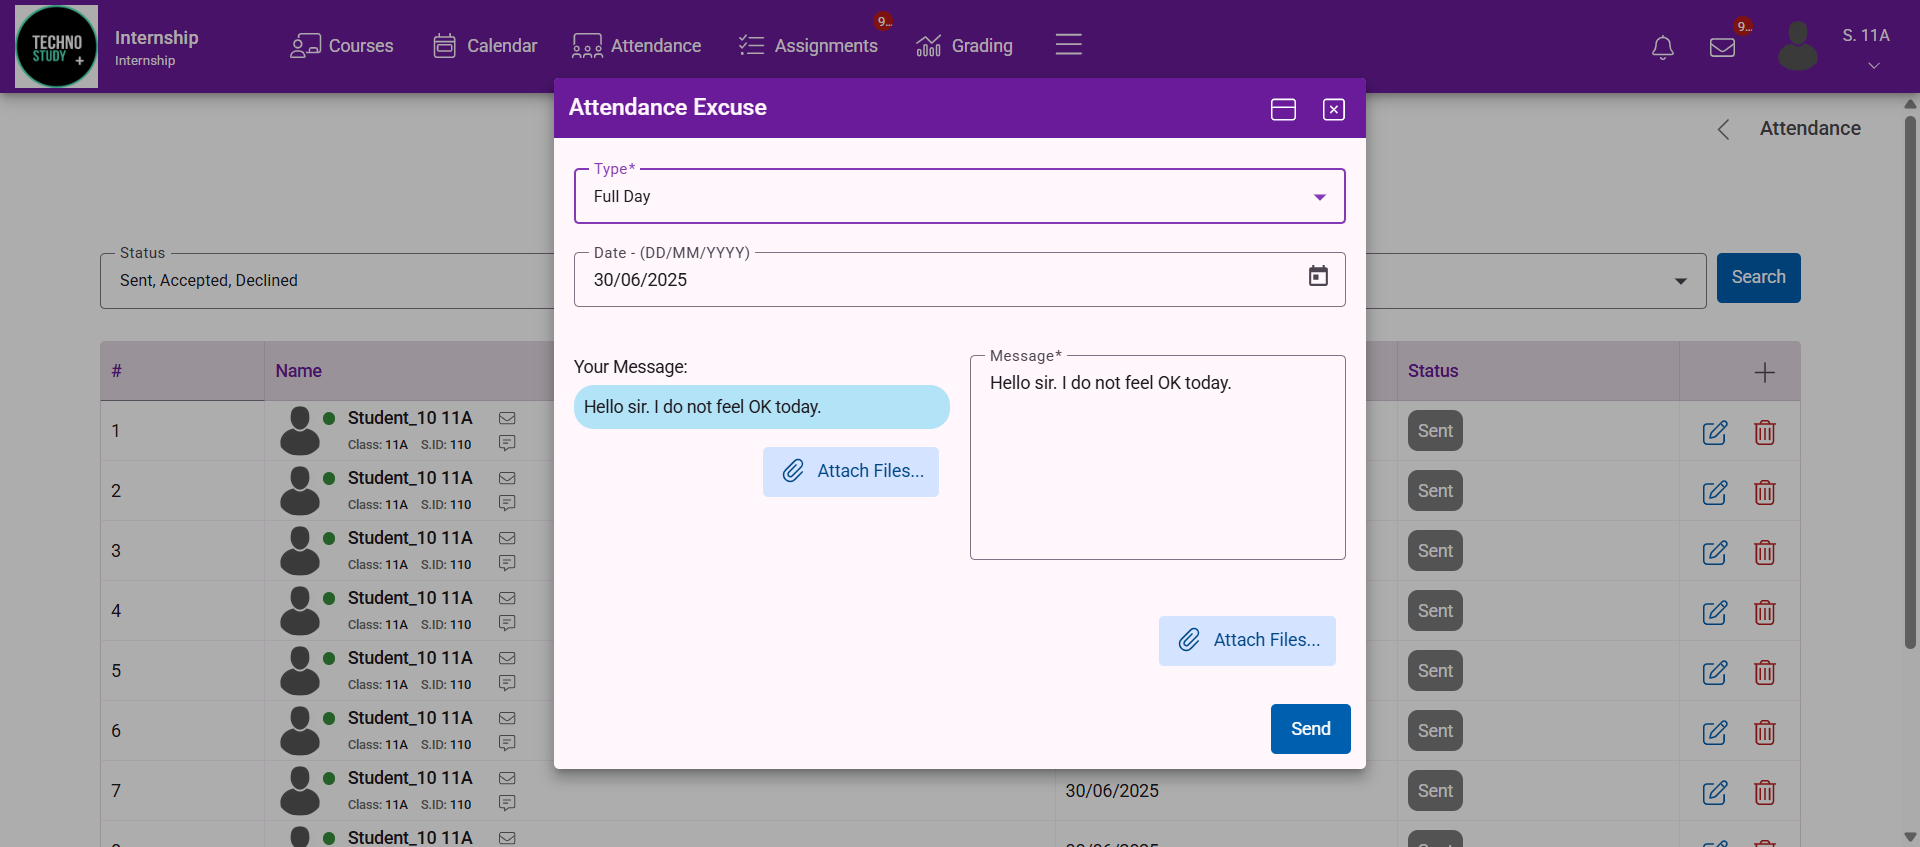 TECHNO
STUDY
Internship
Internship
Courses
Calendar
Attendance
Assignments
9...
Grading
9...
S. 11A
Attendance
Attendance Excuse
Type*
Full Day
Date - (DD/MM/YYYY)
30/06/2025
Your Message:
Hello sir. I do not feel OK today.
Attach Files...
Message*
Hello sir. I do not feel OK today.
Attach Files...
Send
Status
Sent, Accepted, Declined
Search
# Name Status
1 Student_10 11A Sent
Class: 11A S.ID: 110
2 Student_10 11A Sent
Class: 11A S.ID: 110
3 Student_10 11A Sent
Class: 11A S.ID: 110
4 Student_10 11A Sent
Class: 11A S.ID: 110
5 Student_10 11A Sent
Class: 11A S.ID: 110
6 Student_10 11A Sent
Class: 11A S.ID: 110
7 Student_10 11A 30/06/2025 Sent
Class: 11A S.ID: 110
Student_10 11A